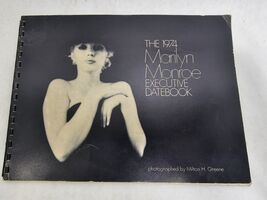 THE 1974
Marilyn
Monroe
EXECUTIVE
DATEBOOK
photographed by Milton H. Greene